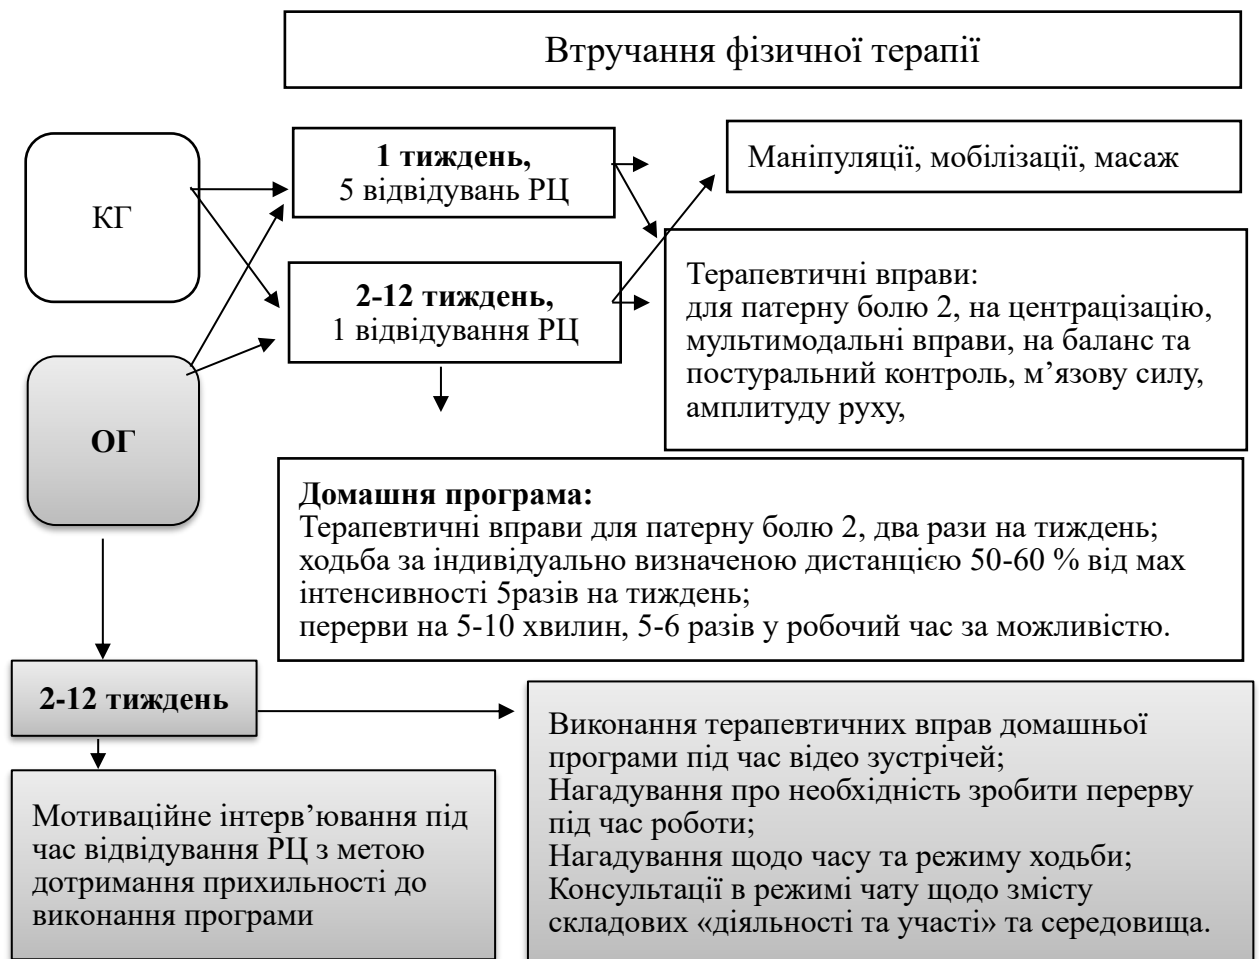 Втручання фізичної терапії
КГ
1 тиждень,
5 відвідувань РЦ
Маніпуляції, мобілізації, масаж
2-12 тиждень,
1 відвідування РЦ
Терапевтичні вправи:
для патерну болю 2, на центрацізацію,
мультимодальні вправи, на баланс та
постуральний контроль, м’язову силу,
амплитуду руху,
ОГ
Домашня програма:
Терапевтичні вправи для патерну болю 2, два рази на тиждень;
ходьба за індивідуально визначеною дистанцією 50-60 % від мах
інтенсивності 5разів на тиждень;
перерви на 5-10 хвилин, 5-6 разів у робочий час за можливістю.
2-12 тиждень
Мотиваційне інтерв’ювання під
час відвідування РЦ з метою
дотримання прихильності до
виконання програми
Виконання терапевтичних вправ домашньої
програми під час відео зустрічей;
Нагадування про необхідність зробити перерву
під час роботи;
Нагадування щодо часу та режиму ходьби;
Консультації в режимі чату щодо змісту
складових «діяльності та участі» та середовища.